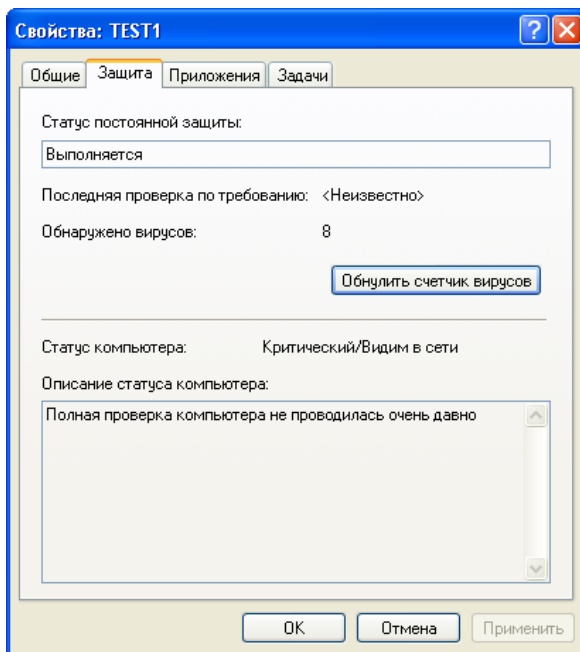 Свойства: TEST1
Общие Защита Приложения Задачи
Статус постоянной защиты:
Выполняется
Последняя проверка по требованию: <Неизвестно>
Обнаружено вирусов: 8
Обнулить счетчик вирусов
Статус компьютера: Критический/Видим в сети
Описание статуса компьютера:
Полная проверка компьютера не проводилась очень давно
OK Отмена Применить